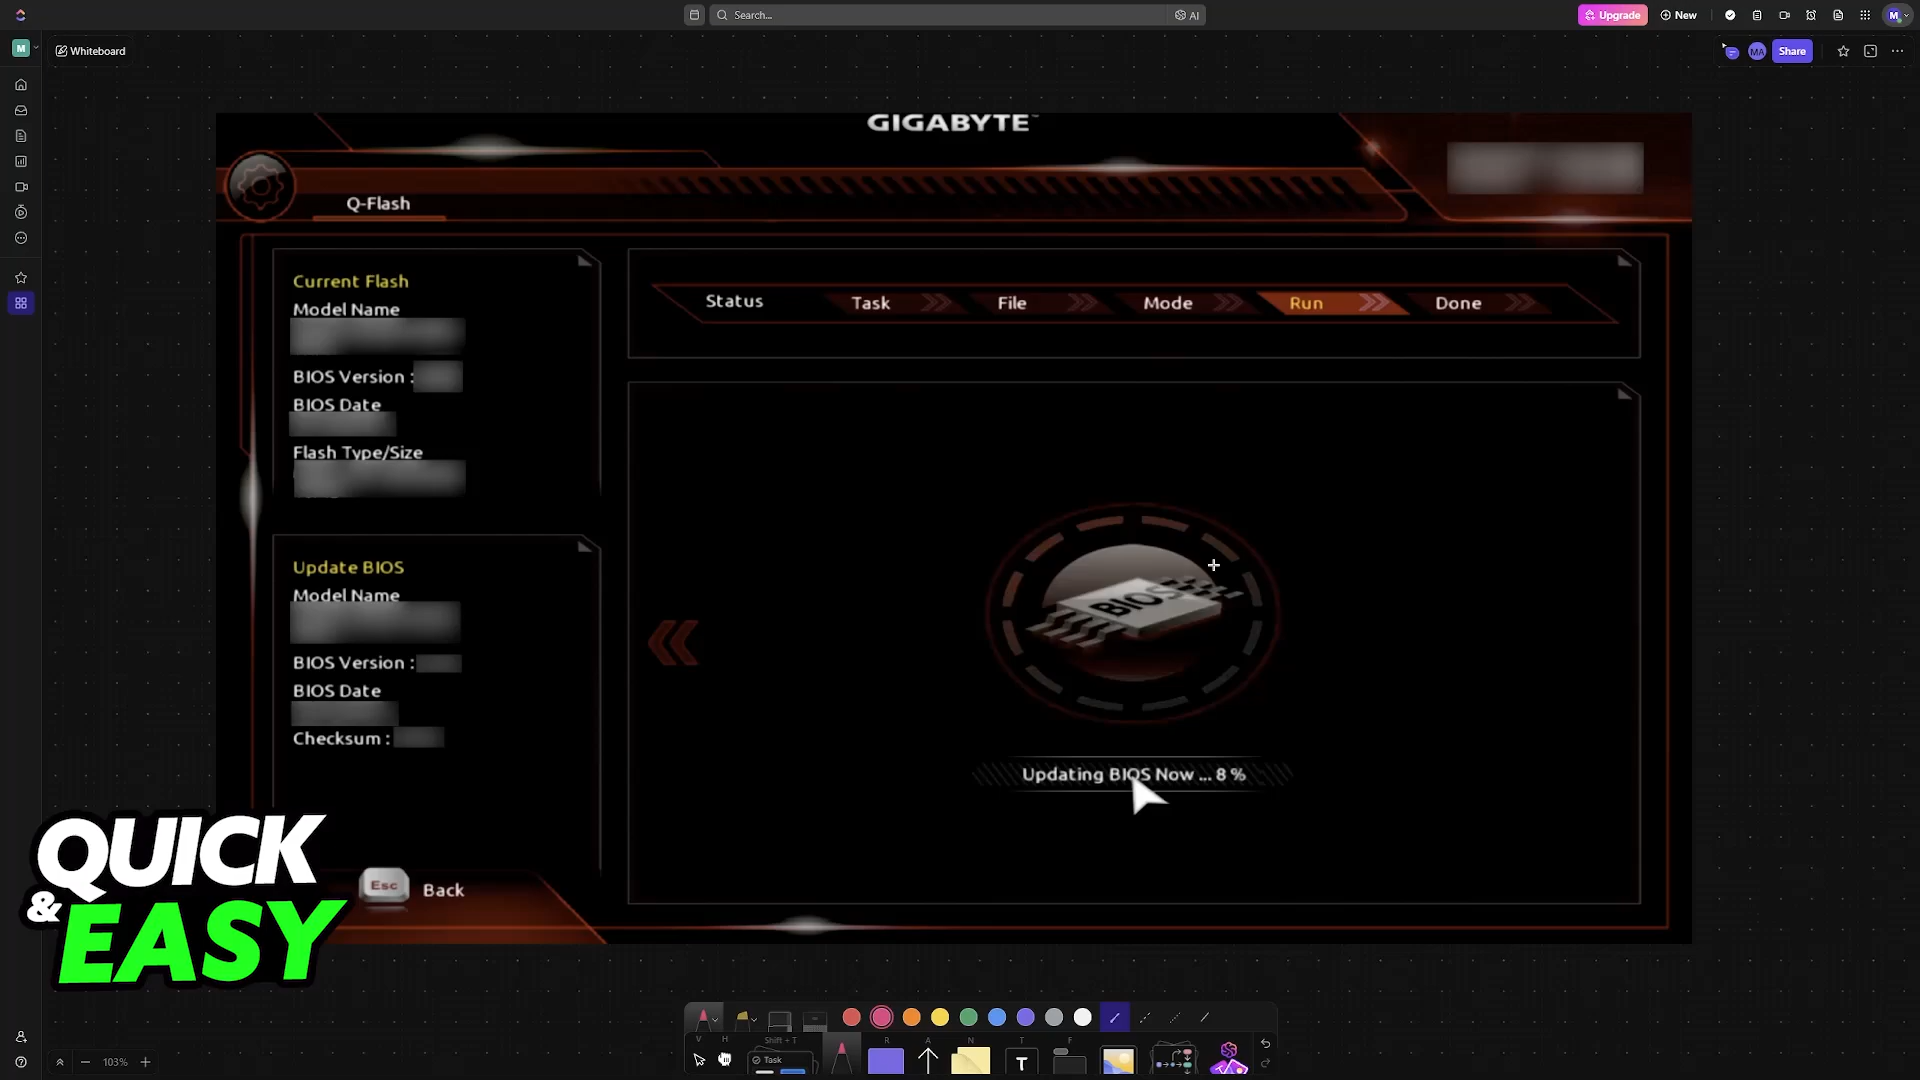 Search...
AI
Upgrade
New
M
M
Whiteboard
MA
Share
GIGABYTE
Q-Flash
Current Flash
Model Name
BIOS Version :
BIOS Date
Flash Type/Size
Status
Task
File
Mode
Run
Done
Update BIOS
Model Name
BIOS Version :
BIOS Date
Checksum :
BIOS
Updating BIOS Now ... 8 %
Esc
Back
QUICK
& EASY
V
H
Shift + T
R
A
N
T
F
Task
T
103%